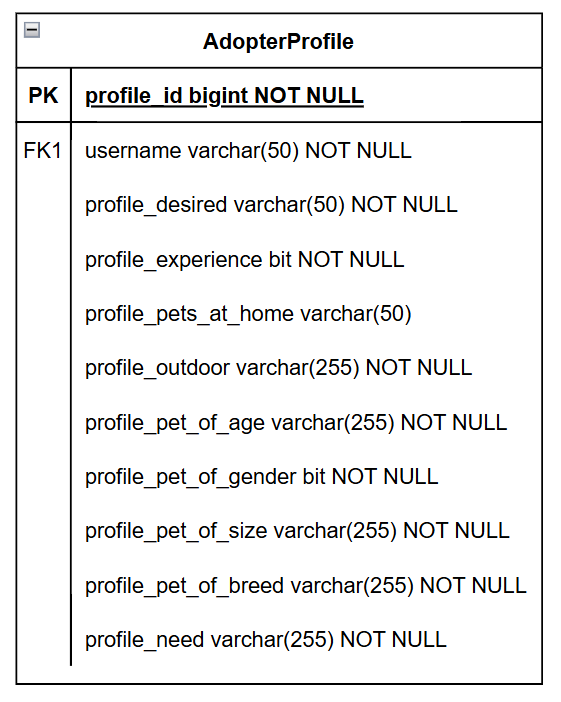 AdopterProfile
PK profile_id bigint NOT NULL
FK1 username varchar(50) NOT NULL
profile_desired varchar(50) NOT NULL
profile_experience bit NOT NULL
profile_pets_at_home varchar(50)
profile_outdoor varchar(255) NOT NULL
profile_pet_of_age varchar(255) NOT NULL
profile_pet_of_gender bit NOT NULL
profile_pet_of_size varchar(255) NOT NULL
profile_pet_of_breed varchar(255) NOT NULL
profile_need varchar(255) NOT NULL